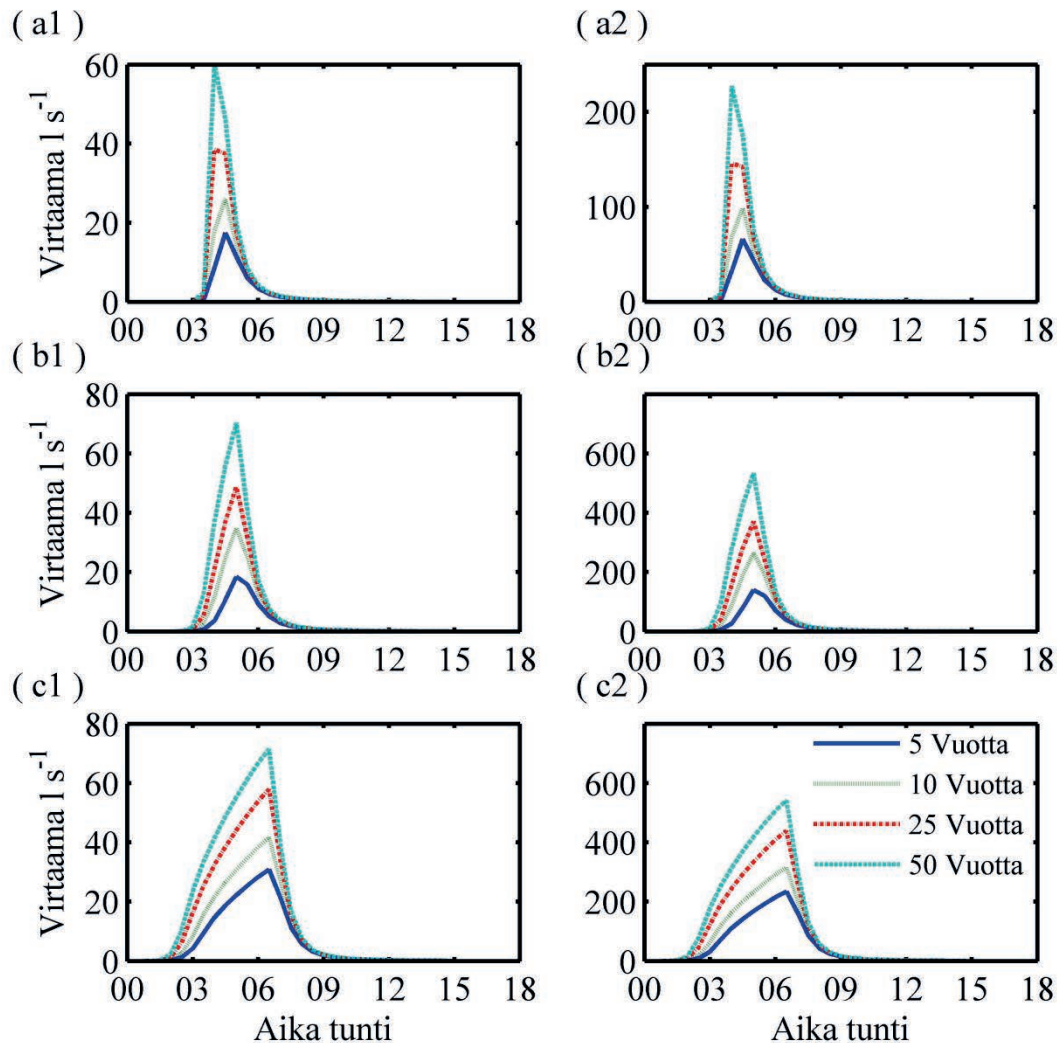 ( a1 )
( a2 )
Virtaama l s⁻¹
60
40
20
0
00 03 06 09 12 15 18
200
100
0
00 03 06 09 12 15 18
( b1 )
( b2 )
Virtaama l s⁻¹
80
60
40
20
0
00 03 06 09 12 15 18
600
400
200
0
00 03 06 09 12 15 18
( c1 )
( c2 )
Virtaama l s⁻¹
80
60
40
20
0
00 03 06 09 12 15 18
Aika tunti
600
400
200
0
00 03 06 09 12 15 18
Aika tunti
5 Vuotta
10 Vuotta
25 Vuotta
50 Vuotta